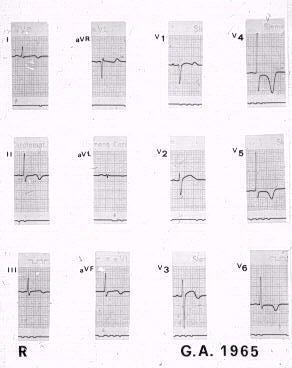 I aVR V1 V4
II aVL V2 V5
III aVF V3 V6
R G.A. 1965